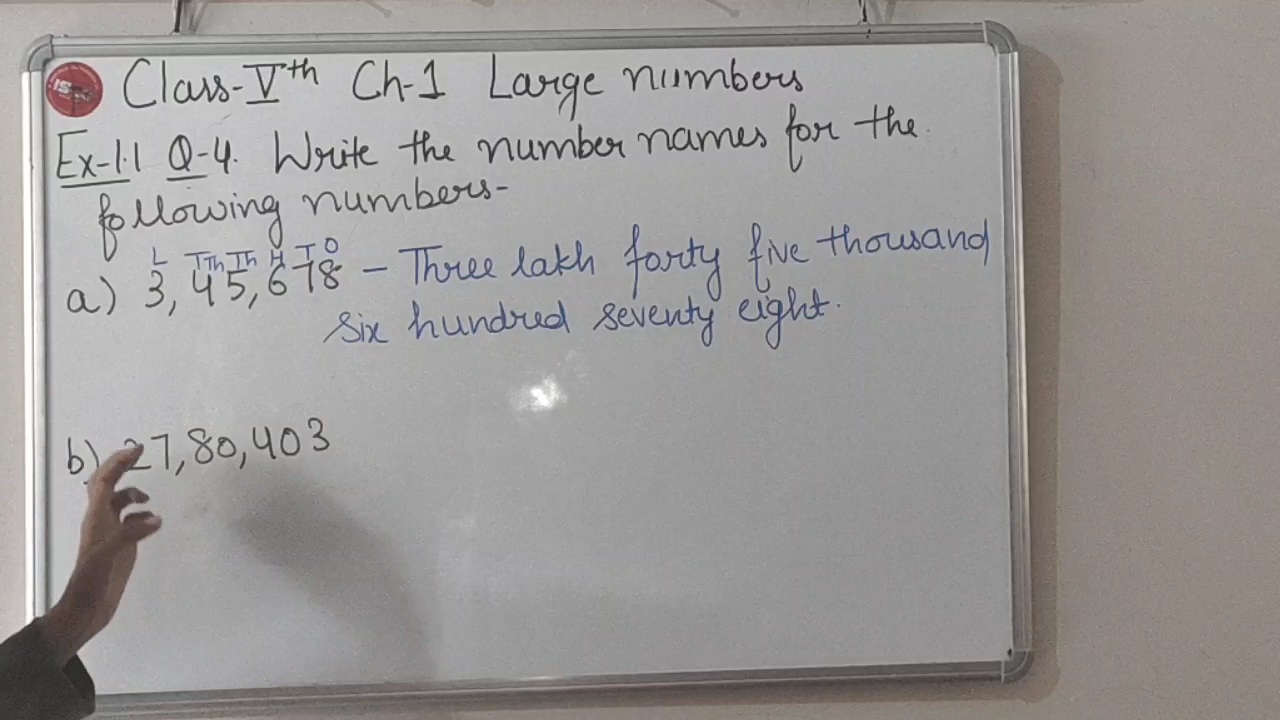 Class-Vth Ch-1 Large numbers
Ex-1.1 Q-4. Write the number names for the
following numbers-
L TTh Th H T O
a) 3,45,678 - Three lakh forty five thousand
six hundred seventy eight.
b) 27,80,403